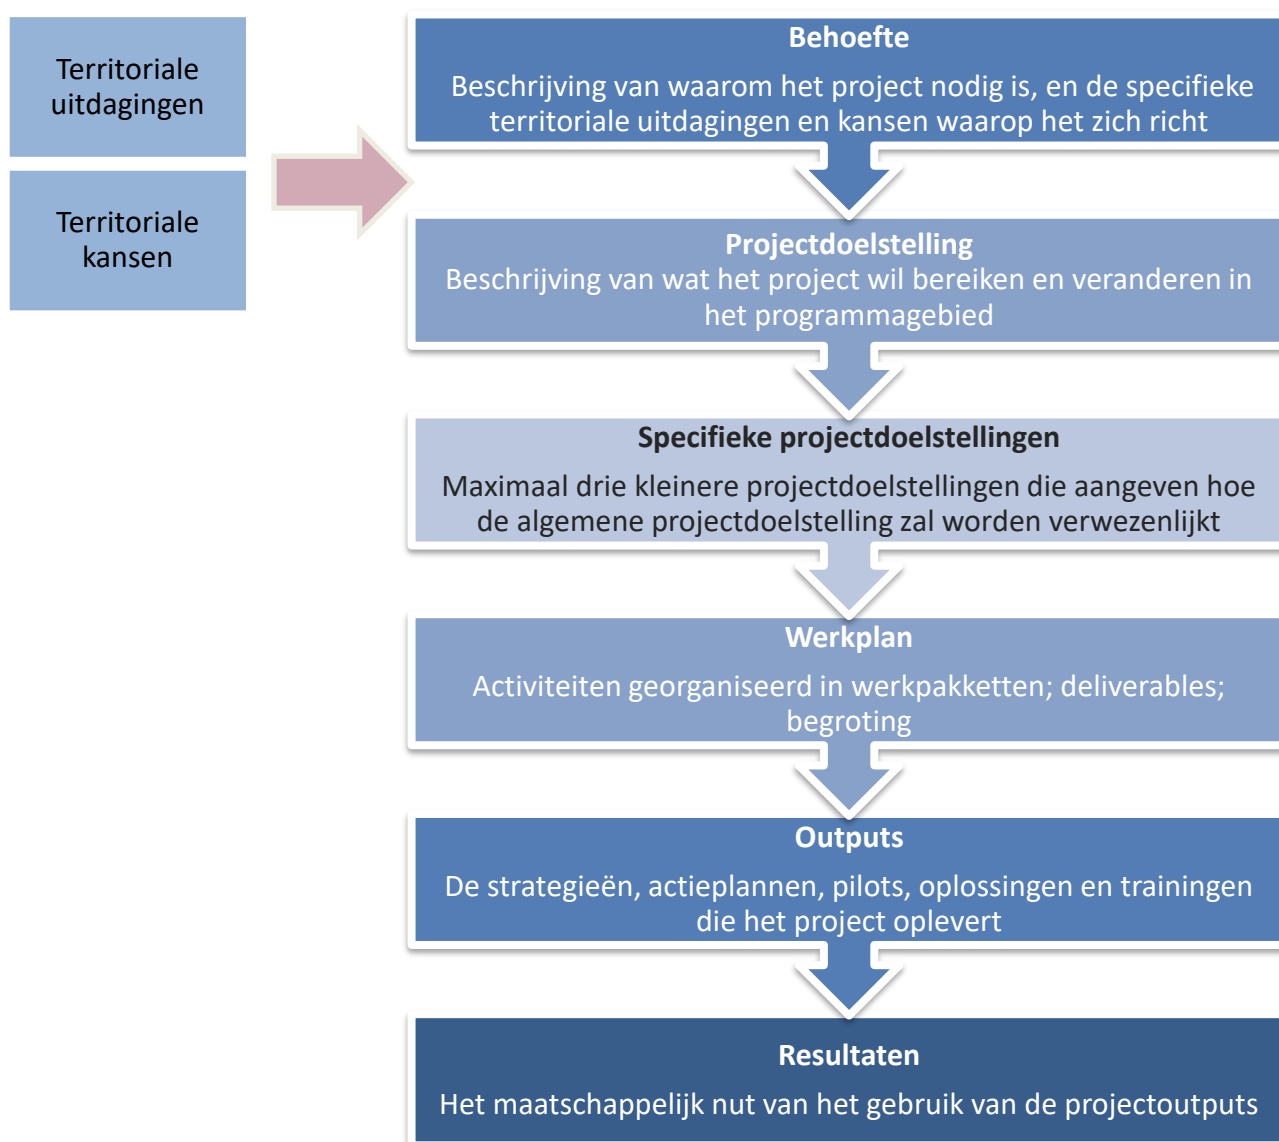 Territoriale
uitdagingen
Territoriale
kansen
Behoefte
Beschrijving van waarom het project nodig is, en de specifieke
territoriale uitdagingen en kansen waarop het zich richt
Projectdoelstelling
Beschrijving van wat het project wil bereiken en veranderen in
het programmagebied
Specifieke projectdoelstellingen
Maximaal drie kleinere projectdoelstellingen die aangeven hoe
de algemene projectdoelstelling zal worden verwezenlijkt
Werkplan
Activiteiten georganiseerd in werkpakketten; deliverables;
begroting
Outputs
De strategieën, actieplannen, pilots, oplossingen en trainingen
die het project oplevert
Resultaten
Het maatschappelijk nut van het gebruik van de projectoutputs